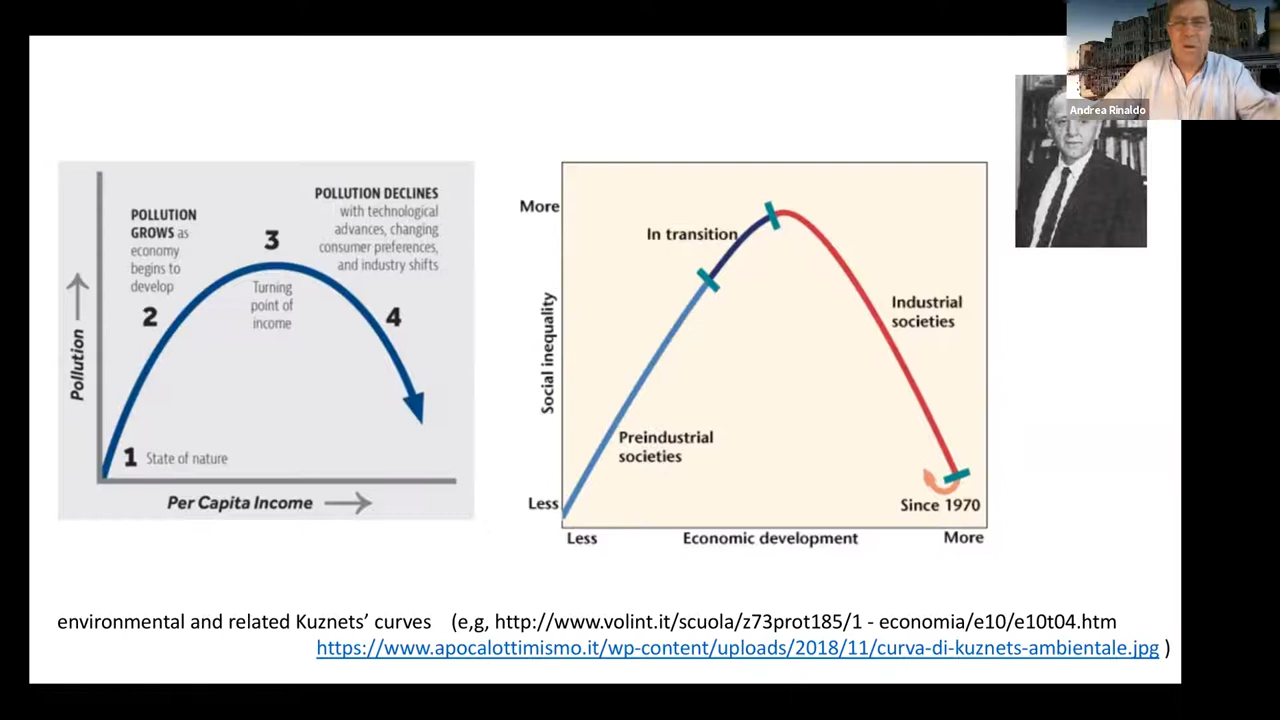 Andrea Rinaldo
POLLUTION
GROWS as
economy
begins to
develop
POLLUTION DECLINES
with technological
advances, changing
consumer preferences,
and industry shifts
3
Turning
point of
income
2
4
1 State of nature
Pollution
Per Capita Income
More
In transition
Industrial
societies
Social inequality
Preindustrial
societies
Less
Since 1970
Less
Economic development
More
environmental and related Kuznets’ curves (e,g, http://www.volint.it/scuola/z73prot185/1 - economia/e10/e10t04.htm
https://www.apocalottimismo.it/wp-content/uploads/2018/11/curva-di-kuznets-ambientale.jpg )